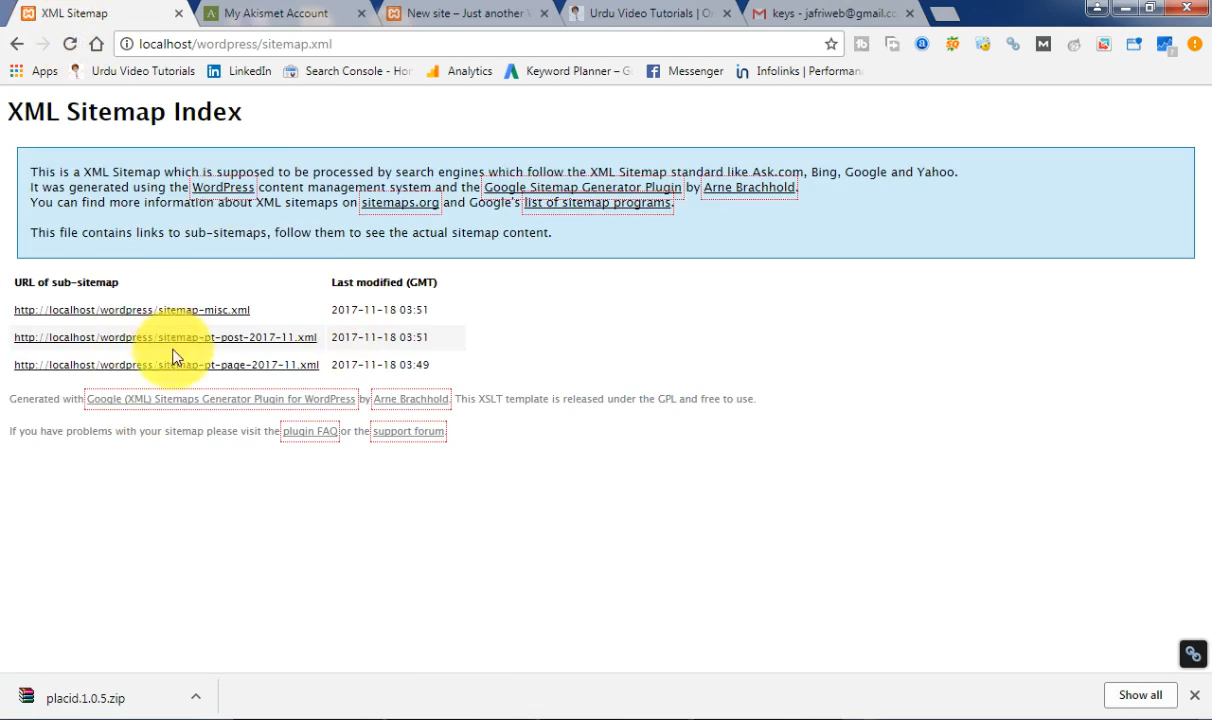 XML Sitemap
My Akismet Account
New site – Just another
Urdu Video Tutorials | O
keys - jafriweb@gmail.co
localhost/wordpress/sitemap.xml
Apps
Urdu Video Tutorials
LinkedIn
Search Console - Ho
Analytics
Keyword Planner – G
Messenger
Infolinks | Performan
XML Sitemap Index
This is a XML Sitemap which is supposed to be processed by search engines which follow the XML Sitemap standard like Ask.com, Bing, Google and Yahoo.
It was generated using the WordPress content management system and the Google Sitemap Generator Plugin by Arne Brachhold.
You can find more information about XML sitemaps on sitemaps.org and Google's list of sitemap programs.
This file contains links to sub-sitemaps, follow them to see the actual sitemap content.
URL of sub-sitemap Last modified (GMT)
http://localhost/wordpress/sitemap-misc.xml 2017-11-18 03:51
http://localhost/wordpress/sitemap-pt-post-2017-11.xml 2017-11-18 03:51
http://localhost/wordpress/sitemap-pt-page-2017-11.xml 2017-11-18 03:49
Generated with Google (XML) Sitemaps Generator Plugin for WordPress by Arne Brachhold. This XSLT template is released under the GPL and free to use.
If you have problems with your sitemap please visit the plugin FAQ or the support forum.
placid.1.0.5.zip
Show all